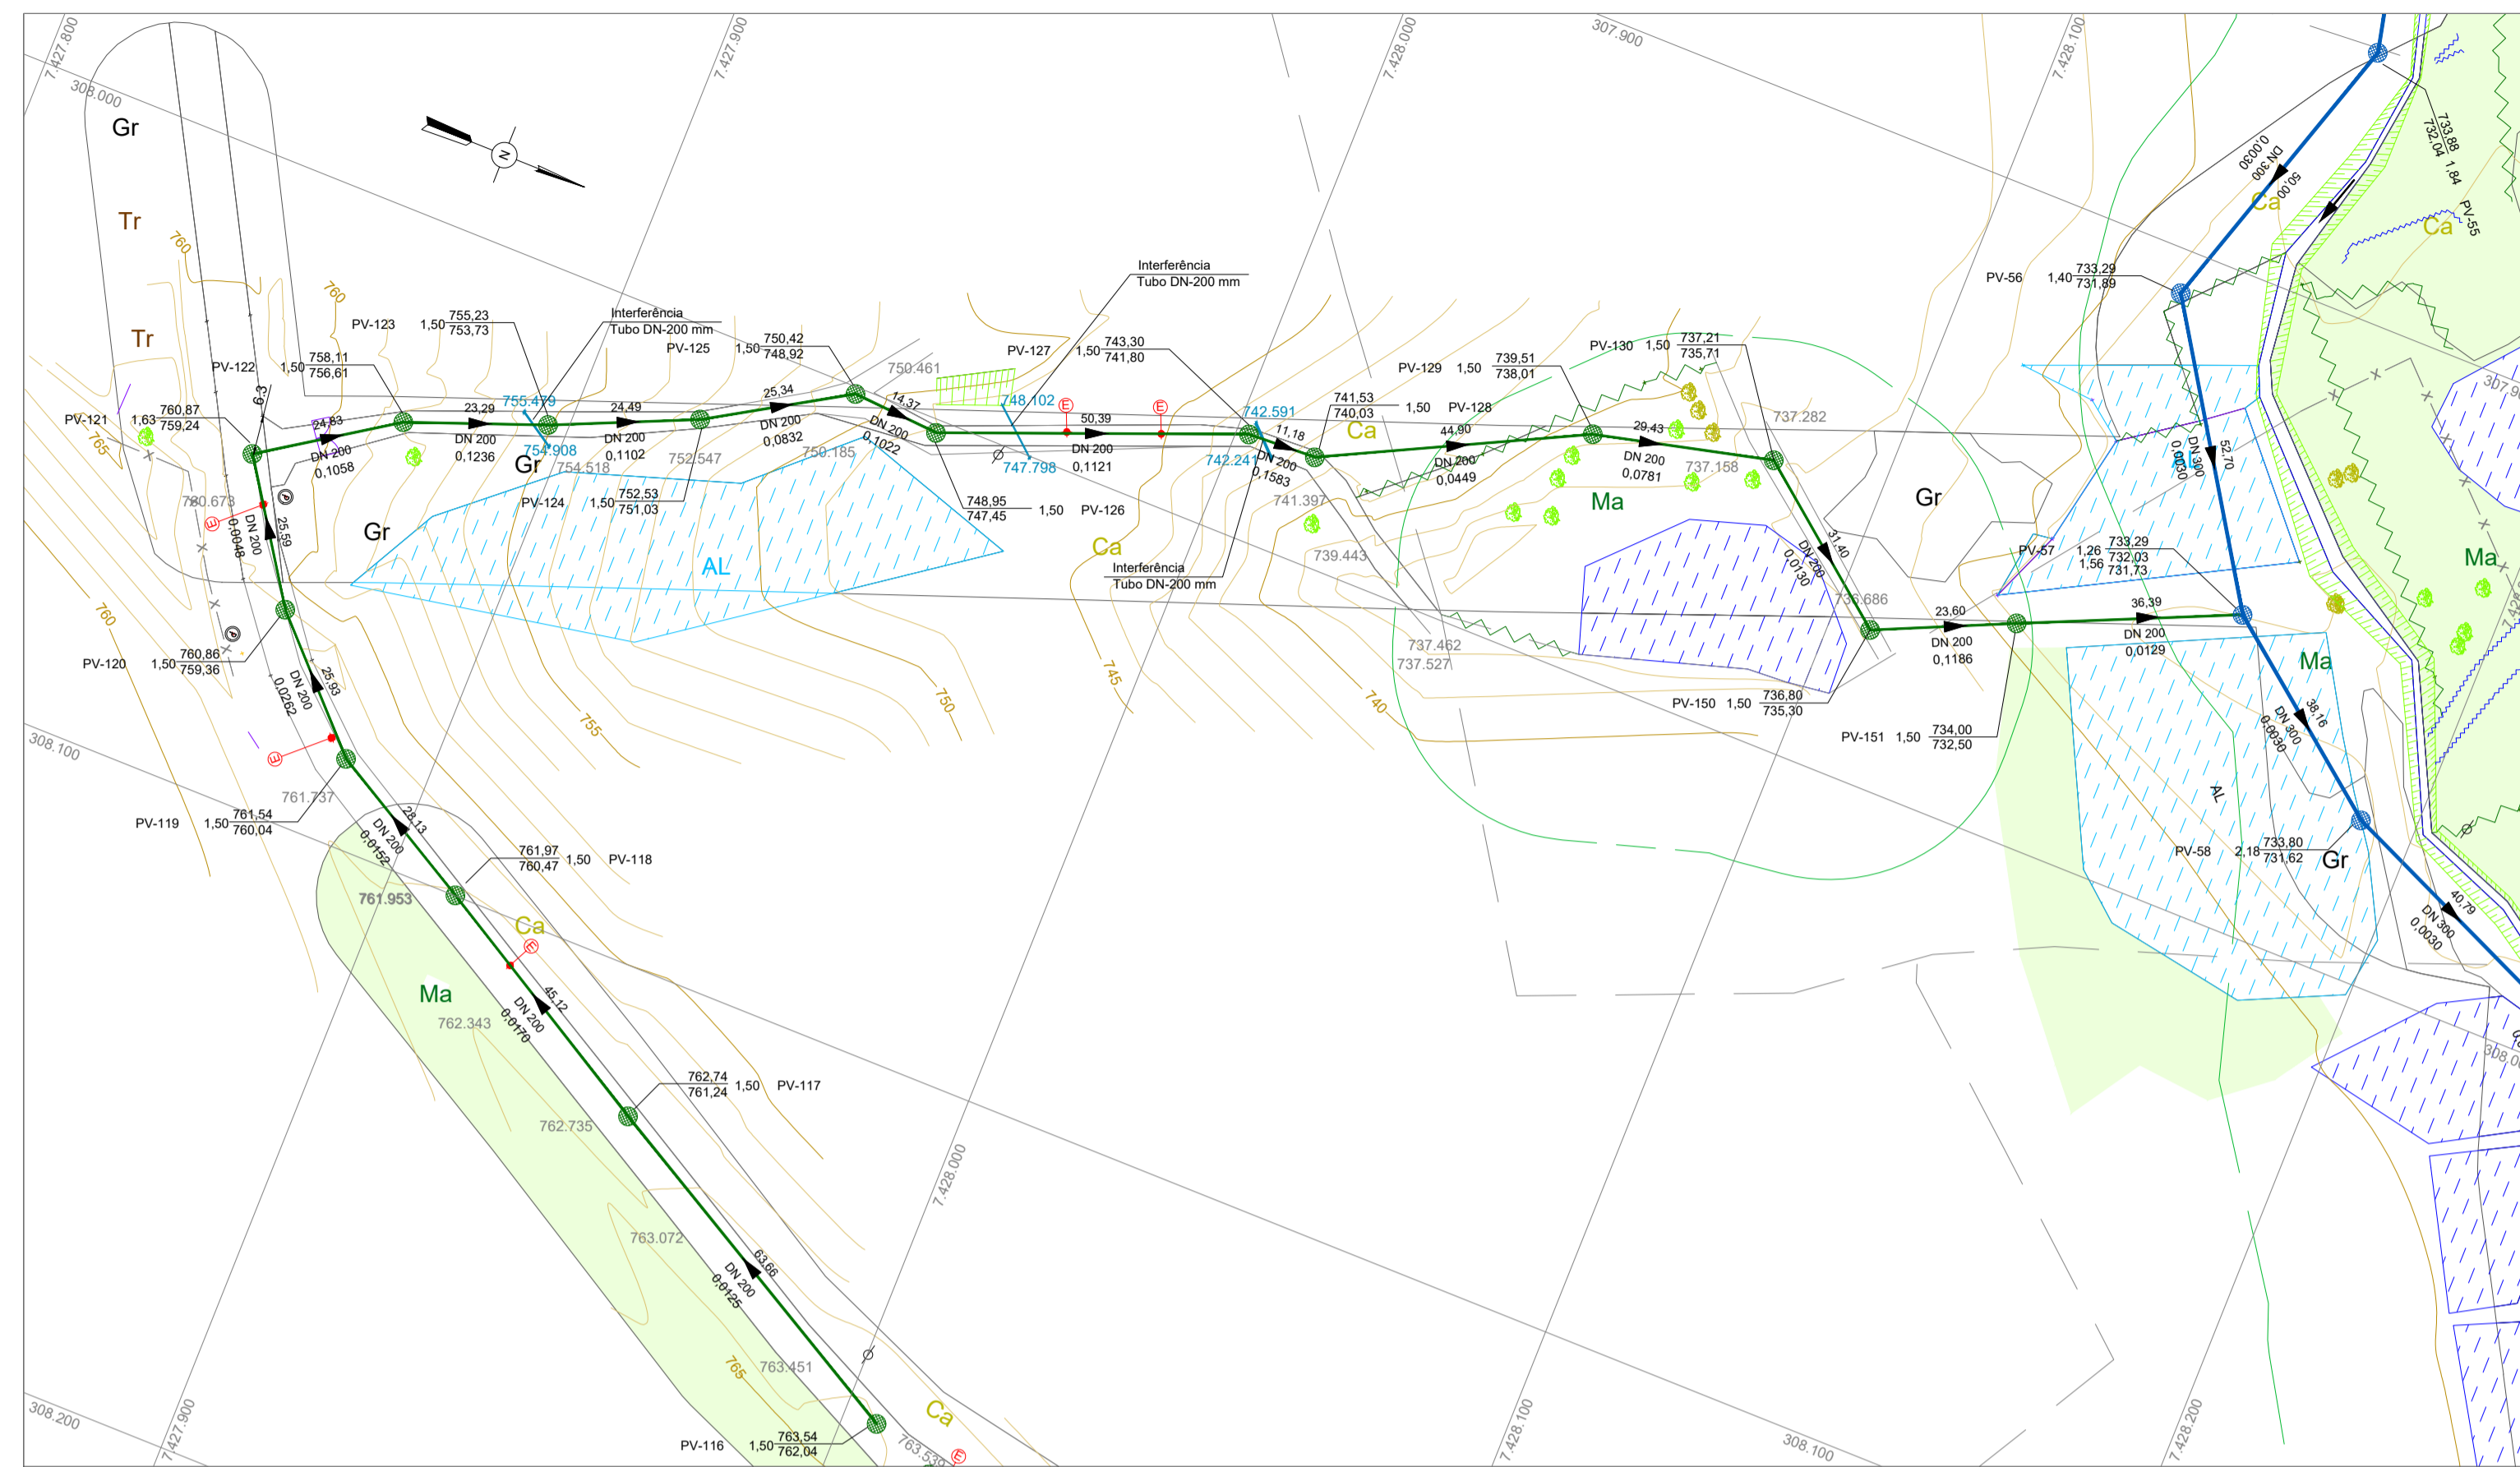 7.427.800
7.427.900
7.428.000
307.900
7.428.100
308.000
Gr
N
733,88
732,04
1,84
PV-55
DN 300
0,0030
50,00
Ca
Ca
Tr
760
Tr
760
765
Interferência
Tubo DN-200 mm
PV-56
1,40
733,29
731,89
PV-123
1,50
755,23
753,73
Interferência
Tubo DN-200 mm
PV-125
1,50
750,42
748,92
PV-127
1,50
743,30
741,80
PV-130
1,50
737,21
735,71
PV-122
1,50
758,11
756,61
750.461
PV-129
1,50
739,51
738,01
PV-121
1,63
760,87
759,24
6.3
24,83
DN 200
0,1058
23,29
DN 200
0,1236
755.479
754.908
24,49
DN 200
0,1102
25,34
DN 200
0,0832
14,37
DN 200
0,1022
748.102
747.798
E
E
50,39
DN 200
0,1121
742.591
742.241
11,18
DN 200
0,1583
741,53
740,03
1,50
PV-128
Ca
44,90
DN 200
0,0449
29,43
DN 200
0,0781
737.282
737.158
Gr
754.518
752.547
750.185
PV-124
1,50
752,53
751,03
748,95
747,45
1,50
PV-126
741.397
Ma
Gr
52,70
DN 300
0,0030
Ma
P
E
25,59
DN 200
0,0048
Gr
AL
Ca
739.443
Interferência
Tubo DN-200 mm
31,40
DN 200
0,0130
PV-57
1,26
1,56
733,29
732,03
731,73
760
P
PV-120
1,50
760,86
759,36
25,93
DN 200
0,0262
755
750
745
740
737.462
737.527
23,60
DN 200
0,1186
36,39
DN 200
0,0129
Ma
PV-150
1,50
736,80
735,30
PV-151
1,50
734,00
732,50
38,16
DN 300
0,0030
AL
308.100
E
761.737
PV-119
1,50
761,54
760,04
28,13
DN 200
0,0152
761,97
760,47
1,50
PV-118
761.953
PV-58
2,18
733,80
731,62
Gr
40,79
DN 300
0,0030
Ca
E
Ma
762.343
45,12
DN 200
0,0170
762,74
761,24
1,50
PV-117
762.735
7.428.000
763.072
63,66
DN 200
0,0125
765
763.451
Ca
PV-116
1,50
763,54
762,04
763.539
E
308.200
7.427.900
7.428.100
308.100
7.428.200